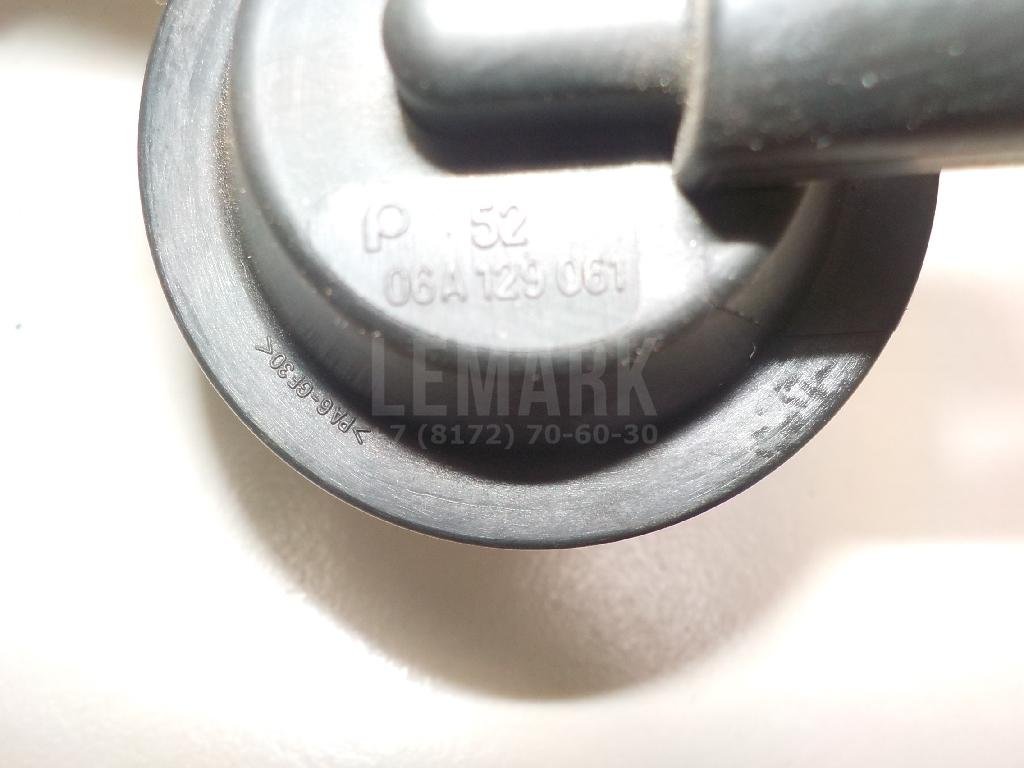 P 52
06A 129 061
>PA6-GF30<
LEMARK
+7 (8172) 70-60-30